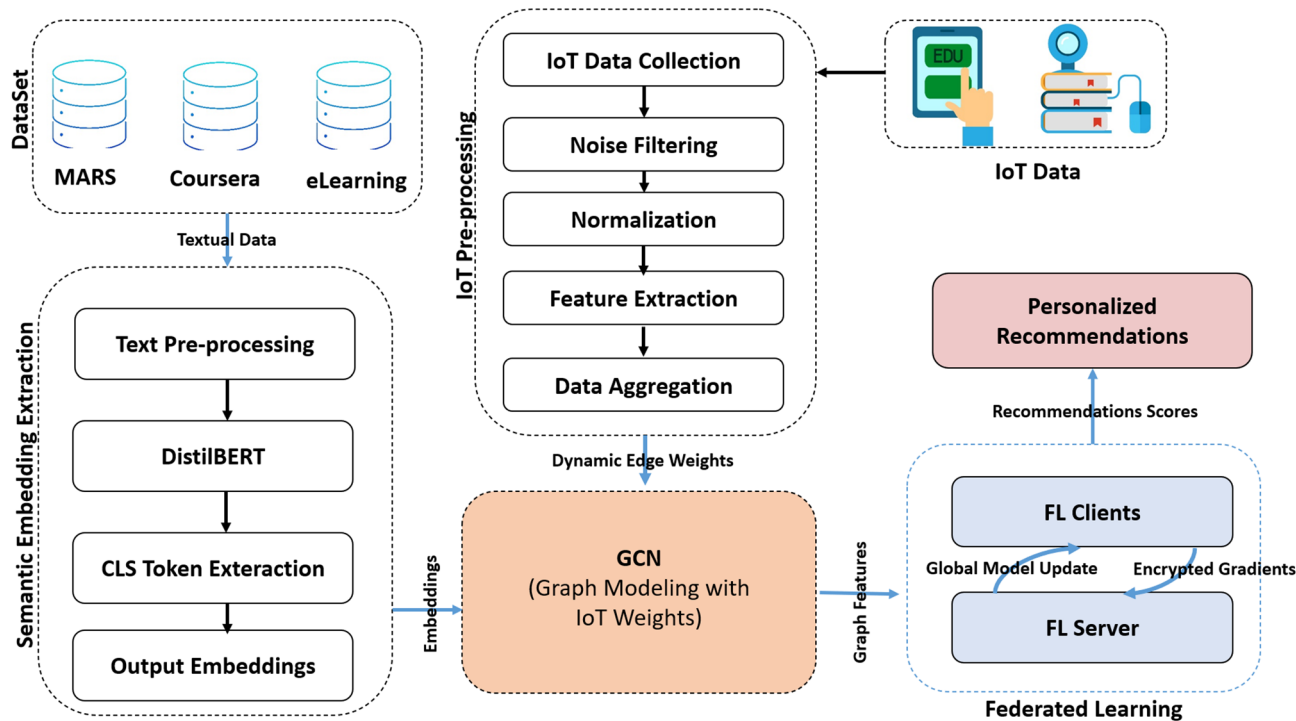 DataSet
MARS
Coursera
eLearning
Textual Data
Semantic Embedding Extraction
Text Pre-processing
DistilBERT
CLS Token Exteraction
Output Embeddings
Embeddings
IoT Pre-processing
IoT Data Collection
Noise Filtering
Normalization
Feature Extraction
Data Aggregation
Dynamic Edge Weights
EDU
IoT Data
GCN
(Graph Modeling with
IoT Weights)
Graph Features
Personalized
Recommendations
Recommendations Scores
FL Clients
Global Model Update
Encrypted Gradients
FL Server
Federated Learning